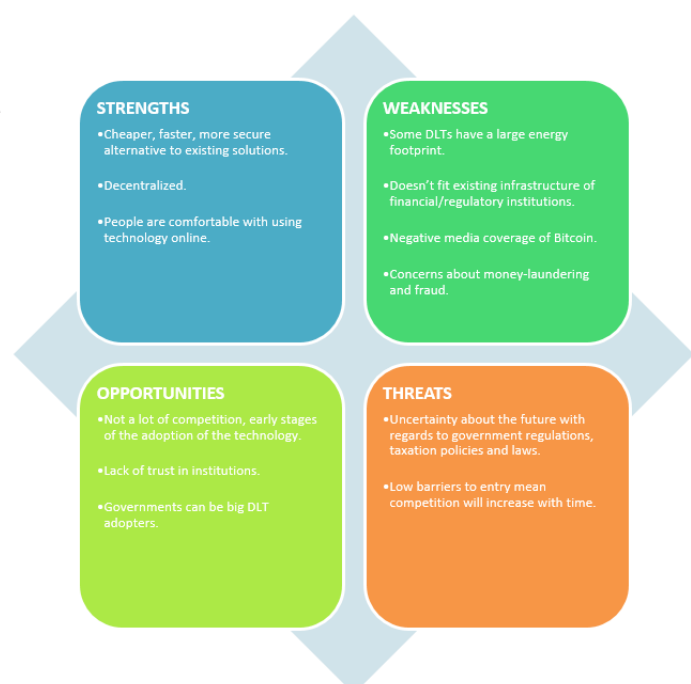 STRENGTHS
•Cheaper, faster, more secure
alternative to existing solutions.
•Decentralized.
•People are comfortable with using
technology online.
WEAKNESSES
•Some DLTs have a large energy
footprint.
•Doesn't fit existing infrastructure of
financial/regulatory institutions.
•Negative media coverage of Bitcoin.
•Concerns about money-laundering
and fraud.
OPPORTUNITIES
•Not a lot of competition, early stages
of the adoption of the technology.
•Lack of trust in institutions.
•Governments can be big DLT
adopters.
THREATS
•Uncertainty about the future with
regards to government regulations,
taxation policies and laws.
•Low barriers to entry mean
competition will increase with time.